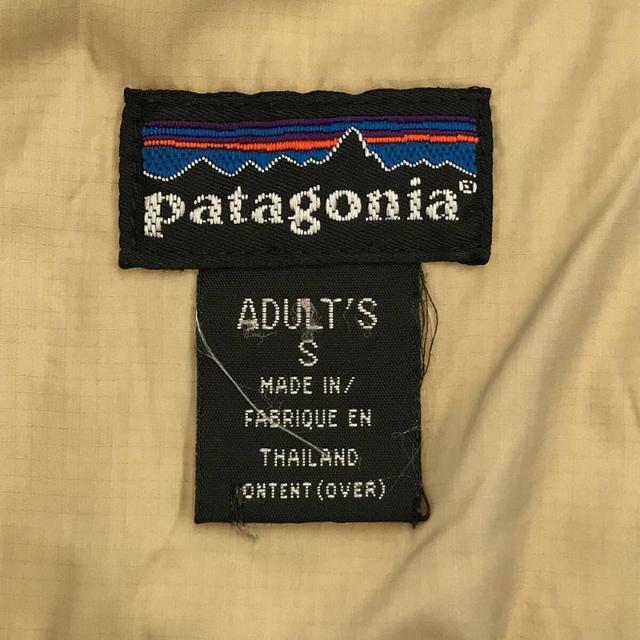 patagonia®
ADULT'S
S
MADE IN/
FABRIQUE EN
THAILAND
ONTENT (OVER)